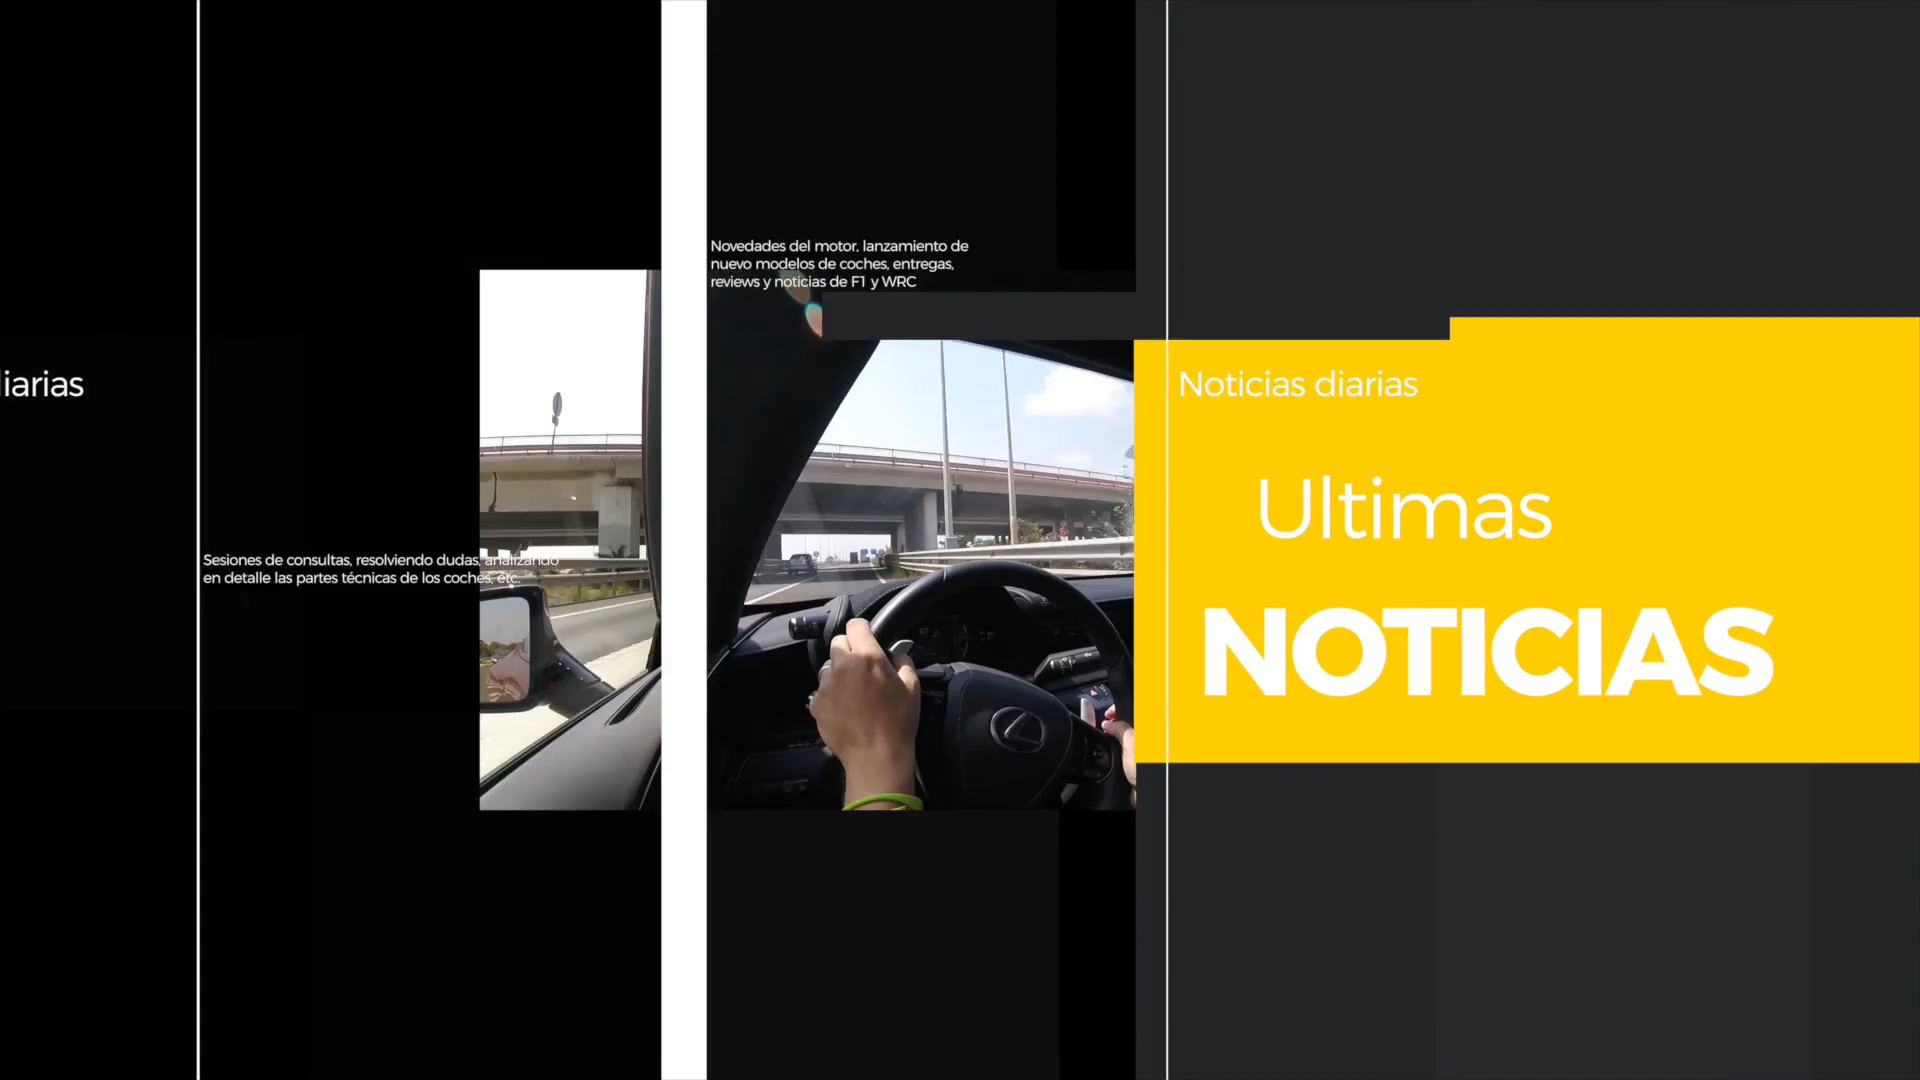 iarias
Sesiones de consultas, resolviendo dudas, analizando
en detalle las partes técnicas de los coches, etc.
Novedades del motor, lanzamiento de
nuevo modelos de coches, entregas,
reviews y noticias de F1 y WRC
Noticias diarias
Ultimas
NOTICIAS